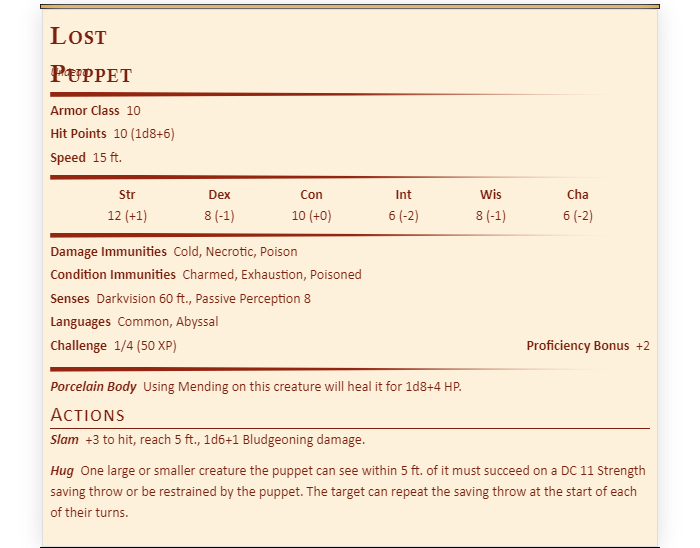 Lost
Puppet
Undead
Armor Class 10
Hit Points 10 (1d8+6)
Speed 15 ft.
Str Dex Con Int Wis Cha
12 (+1) 8 (-1) 10 (+0) 6 (-2) 8 (-1) 6 (-2)
Damage Immunities Cold, Necrotic, Poison
Condition Immunities Charmed, Exhaustion, Poisoned
Senses Darkvision 60 ft., Passive Perception 8
Languages Common, Abyssal
Challenge 1/4 (50 XP) Proficiency Bonus +2
Porcelain Body Using Mending on this creature will heal it for 1d8+4 HP.
Actions
Slam +3 to hit, reach 5 ft., 1d6+1 Bludgeoning damage.
Hug One large or smaller creature the puppet can see within 5 ft. of it must succeed on a DC 11 Strength
saving throw or be restrained by the puppet. The target can repeat the saving throw at the start of each
of their turns.